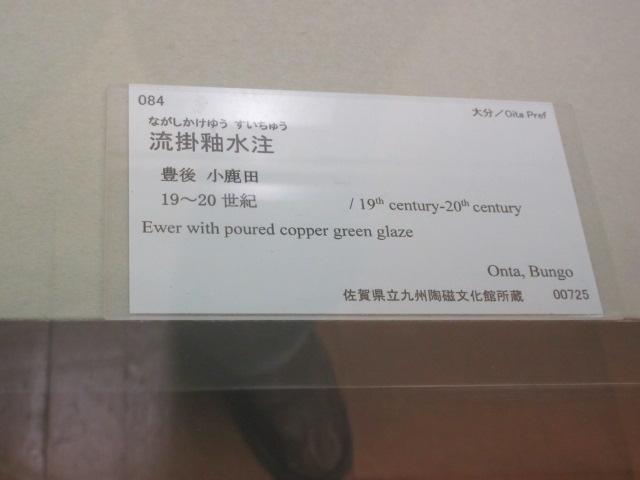 084
大分/Oita Pref
ながしかけゆう すいちゅう
流掛釉水注
豊後 小鹿田
19～20 世紀 / 19th century-20th century
Ewer with poured copper green glaze
Onta, Bungo
佐賀県立九州陶磁文化館所蔵 00725